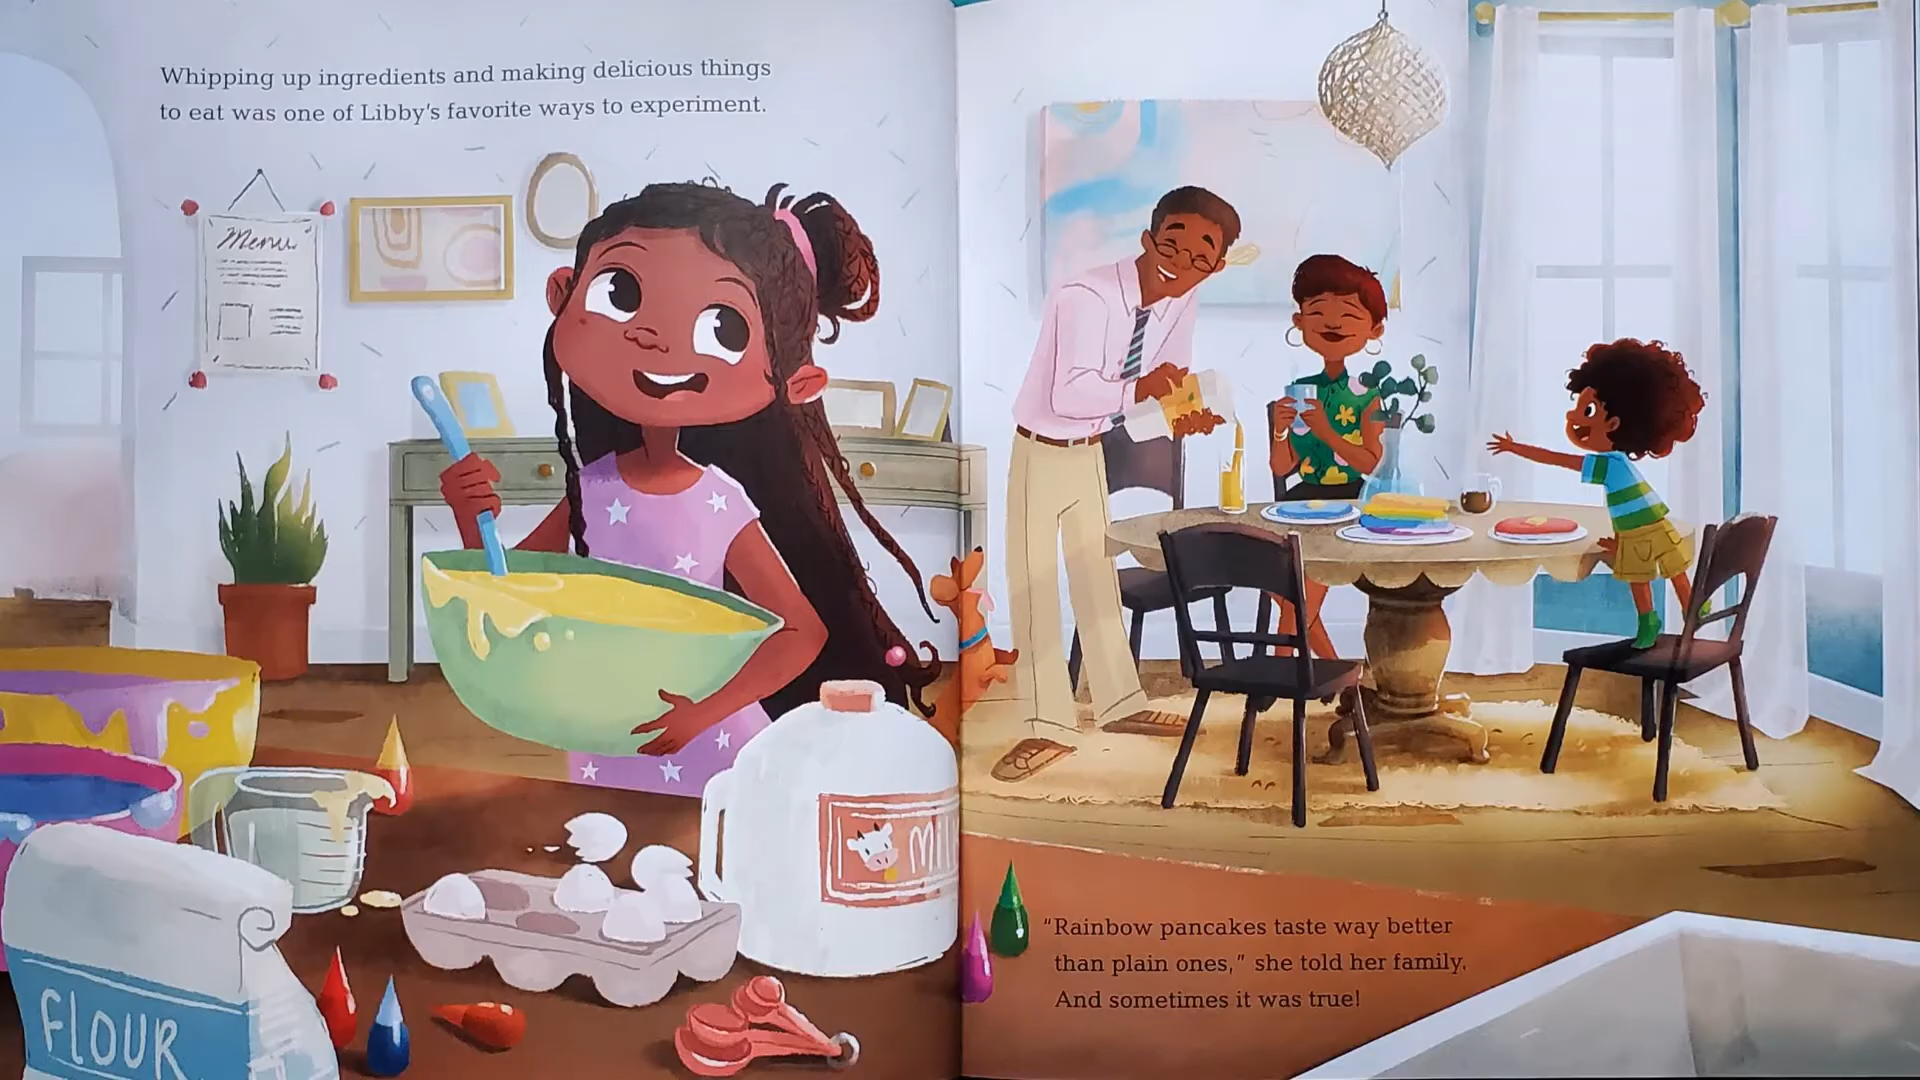 Whipping up ingredients and making delicious things
to eat was one of Libby's favorite ways to experiment.
Menu
Mil
FLOUR
“Rainbow pancakes taste way better
than plain ones,” she told her family.
And sometimes it was true!